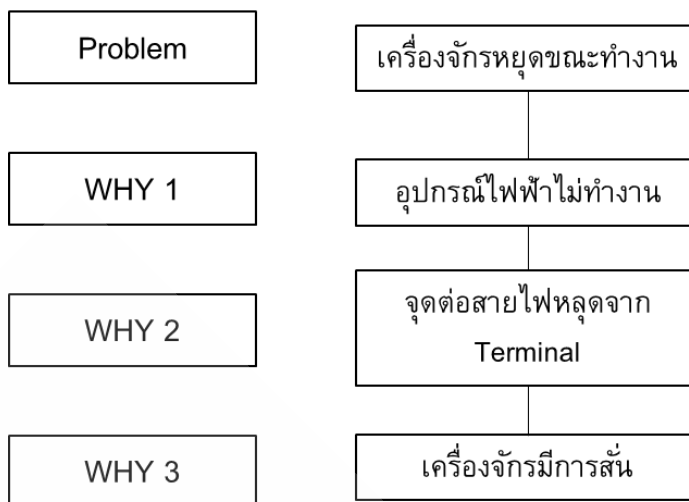 Problem
เครื่องจักรหยุดขณะทำงาน
WHY 1
อุปกรณ์ไฟฟ้าไม่ทำงาน
WHY 2
จุดต่อสายไฟหลุดจาก
Terminal
WHY 3
เครื่องจักรมีการสั่น